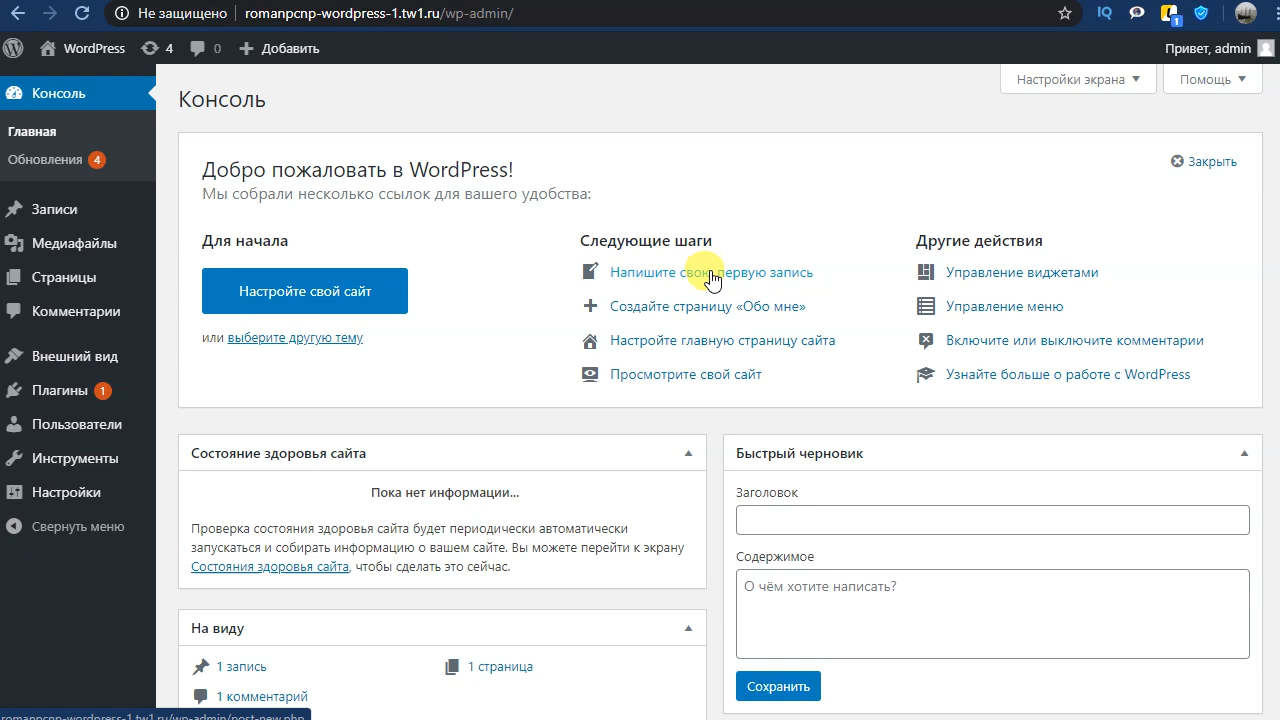 Не защищено romanpcnp-wordpress-1.tw1.ru/wp-admin/
IQ
1
WordPress 4 0 Добавить
Привет, admin
Консоль
Главная
Обновления 4
Записи
Медиафайлы
Страницы
Комментарии
Внешний вид
Плагины 1
Пользователи
Инструменты
Настройки
Свернуть меню
Настройки экрана
Помощь
Консоль
Добро пожаловать в WordPress!
Мы собрали несколько ссылок для вашего удобства:
Закрыть
Для начала
Настройте свой сайт
или выберите другую тему
Следующие шаги
Напишите свою первую запись
Создайте страницу «Обо мне»
Настройте главную страницу сайта
Просмотрите свой сайт
Другие действия
Управление виджетами
Управление меню
Включите или выключите комментарии
Узнайте больше о работе с WordPress
Состояние здоровья сайта
Пока нет информации...
Проверка состояния здоровья сайта будет периодически автоматически
запускаться и собирать информацию о вашем сайте. Вы можете перейти к экрану
Состояния здоровья сайта, чтобы сделать это сейчас.
На виду
1 запись
1 страница
1 комментарий
Быстрый черновик
Заголовок
Содержимое
О чём хотите написать?
Сохранить
romanpcnp-wordpress-1.tw1.ru/wp-admin/post-new.php